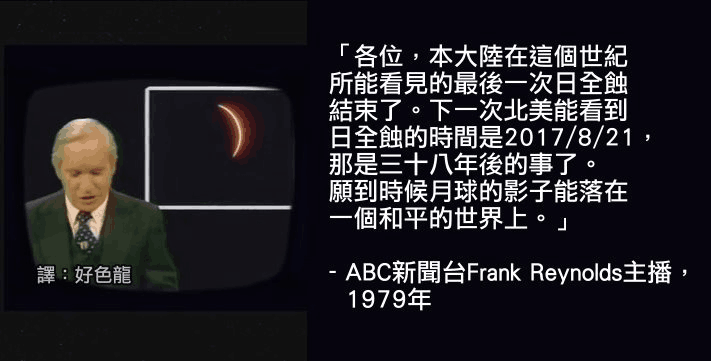 「各位，本大陸在這個世紀
所能看見的最後一次日全蝕
結束了。下一次北美能看到
日全蝕的時間是2017/8/21，
那是三十八年後的事了。
願到時候月球的影子能落在
一個和平的世界上。」
- ABC新聞台Frank Reynolds主播，
1979年
譯：好色龍